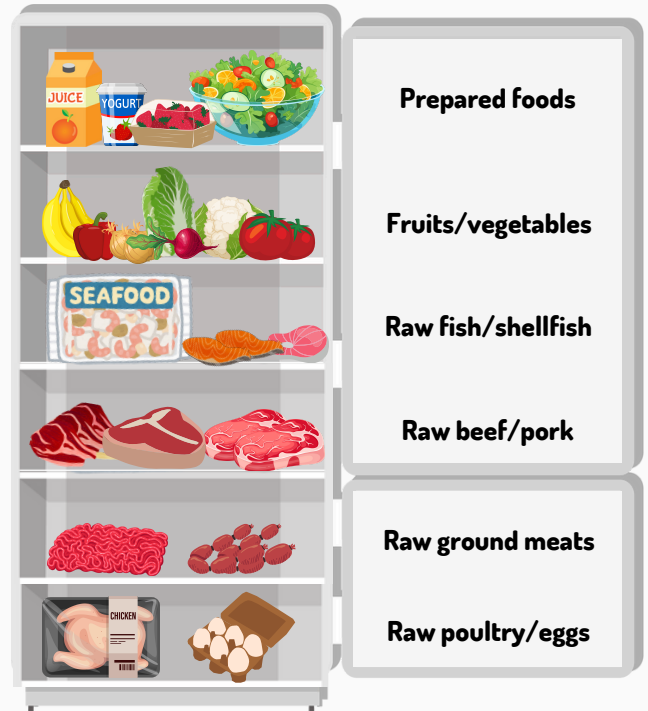 JUICE
YOGURT
Prepared foods
Fruits/vegetables
SEAFOOD
Raw fish/shellfish
Raw beef/pork
Raw ground meats
CHICKEN
Raw poultry/eggs